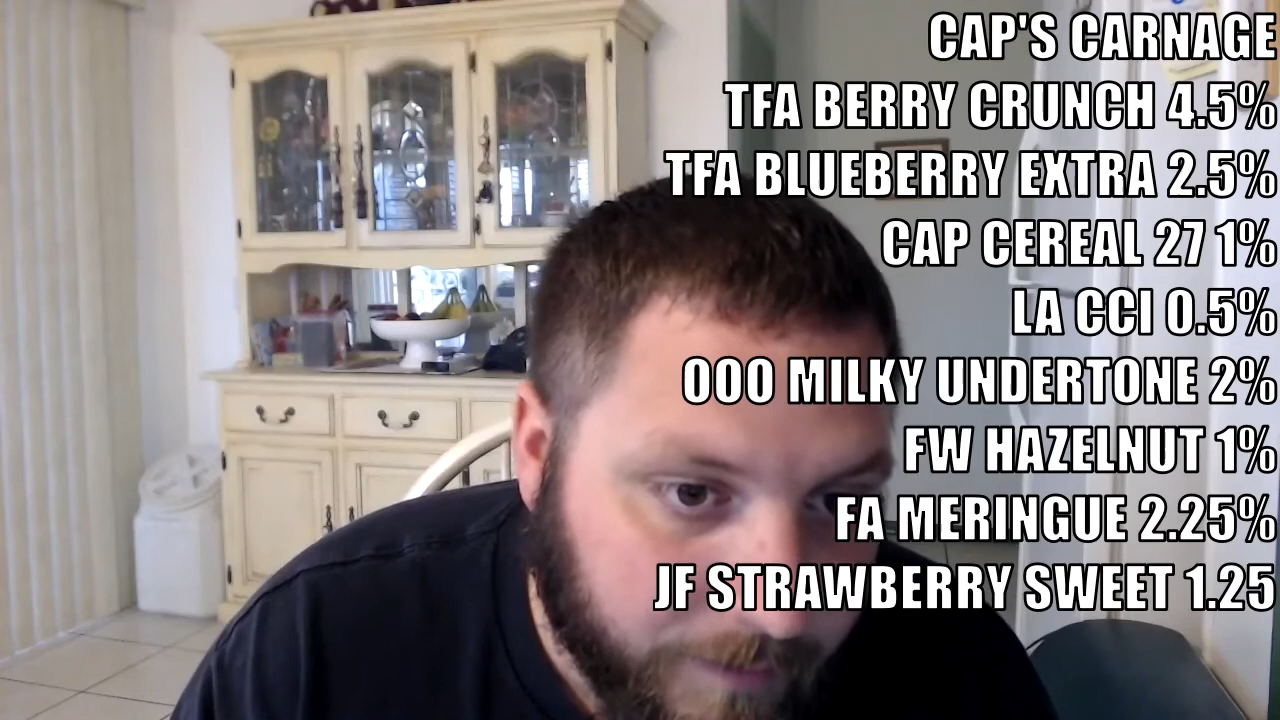 CAP'S CARNAGE
TFA BERRY CRUNCH 4.5%
TFA BLUEBERRY EXTRA 2.5%
CAP CEREAL 27 1%
LA CCI 0.5%
OOO MILKY UNDERTONE 2%
FW HAZELNUT 1%
FA MERINGUE 2.25%
JF STRAWBERRY SWEET 1.25